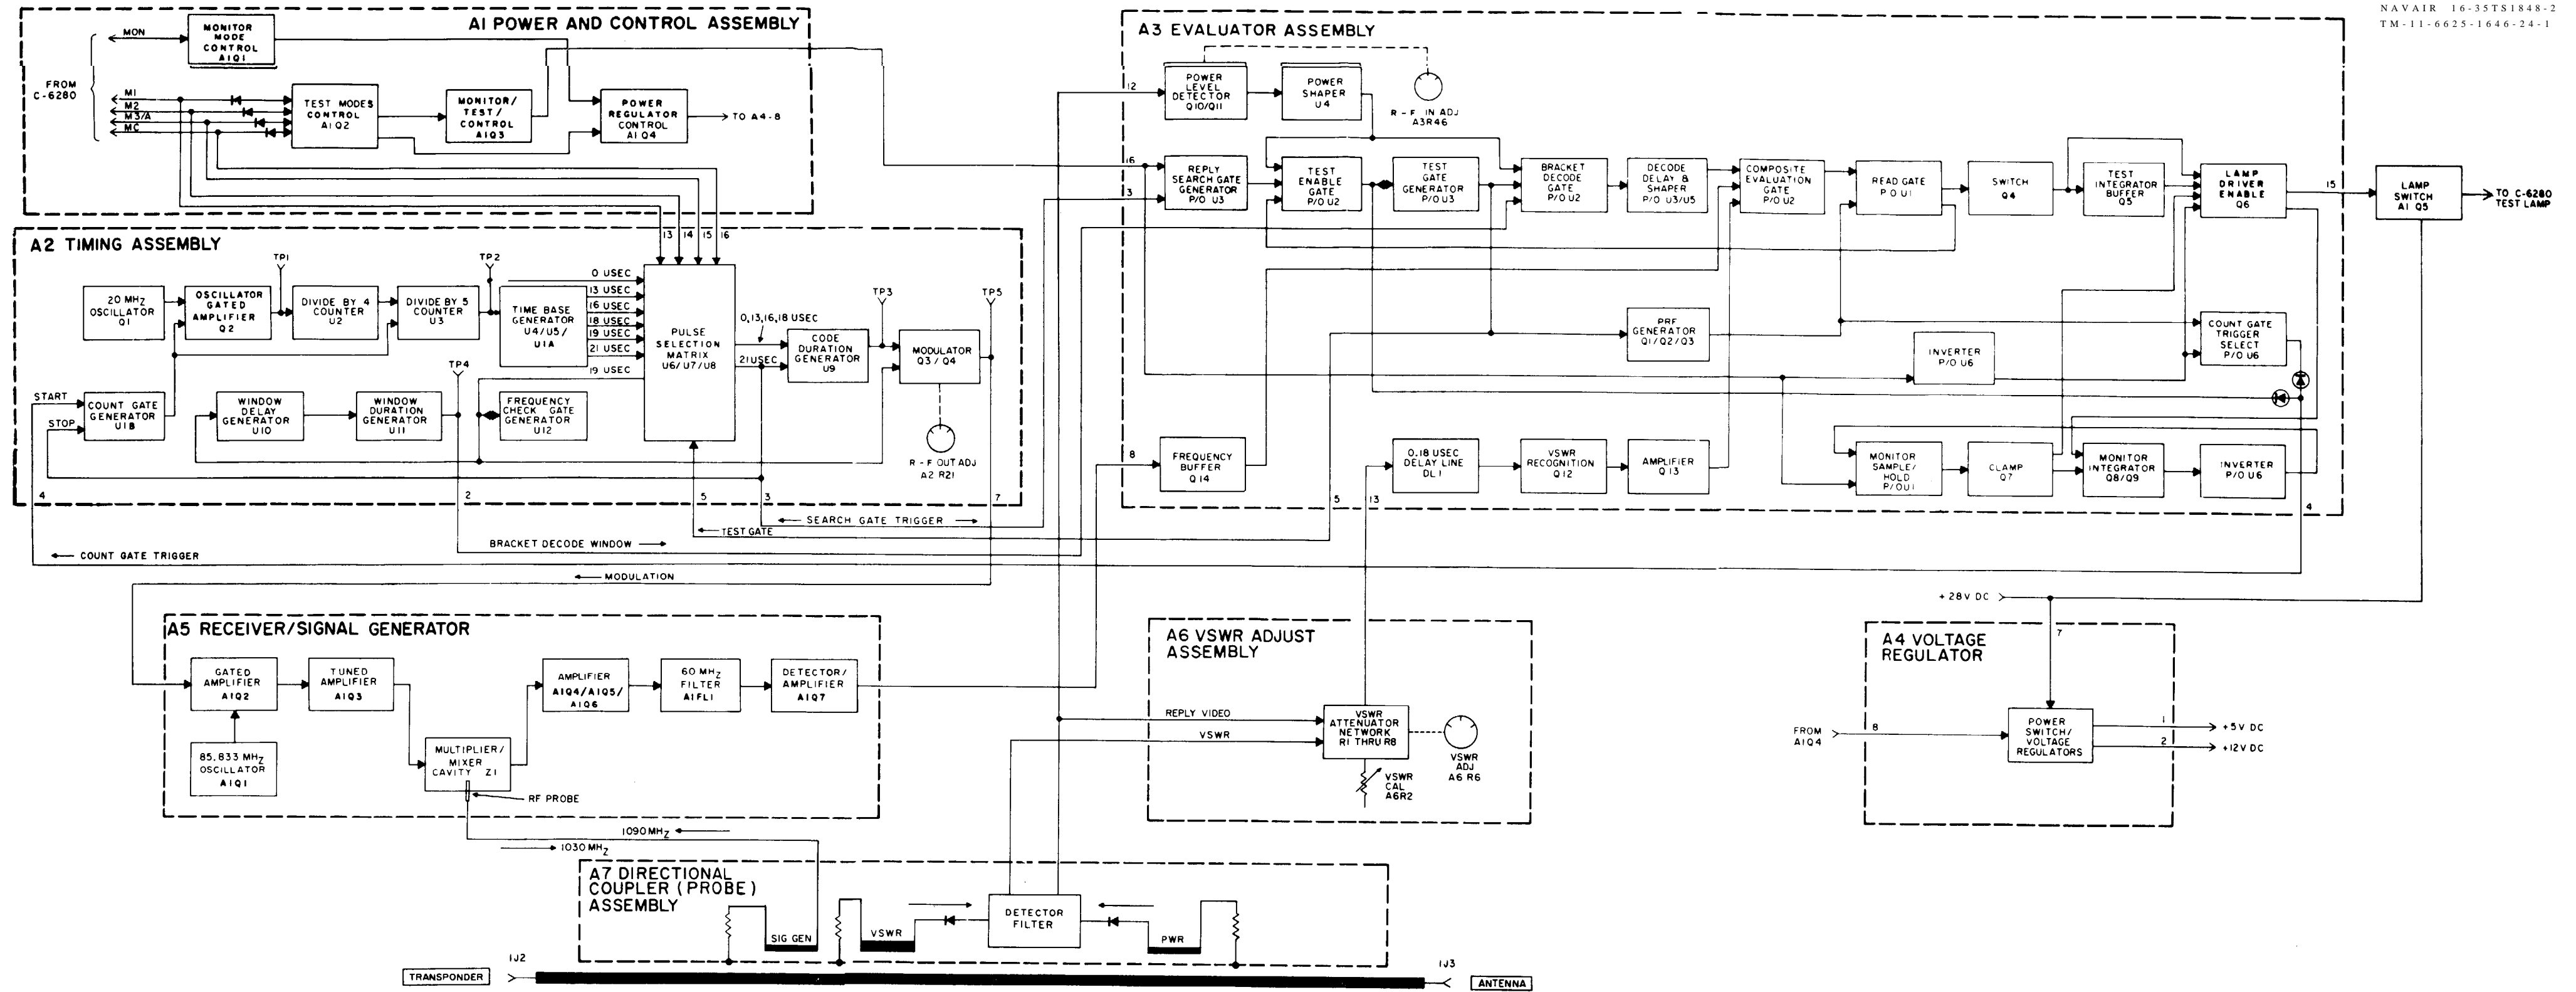 NAVAIR 16-35TS1848-2
TM-11-6625-1646-24-1
A1 POWER AND CONTROL ASSEMBLY
FROM
C-6280
MON
M1
M2
M3/A
MC
MONITOR
MODE
CONTROL
A1Q1
TEST MODES
CONTROL
A1Q2
MONITOR/
TEST/
CONTROL
A1Q3
POWER
REGULATOR
CONTROL
A1Q4
TO A4-8
13
14
15
16
A2 TIMING ASSEMBLY
TP1
TP2
TP3
TP5
TP4
20 MHz
OSCILLATOR
Q1
OSCILLATOR
GATED
AMPLIFIER
Q2
DIVIDE BY 4
COUNTER
U2
DIVIDE BY 5
COUNTER
U3
TIME BASE
GENERATOR
U4/U5/
U1A
0 USEC
13 USEC
16 USEC
18 USEC
19 USEC
21 USEC
19 USEC
PULSE
SELECTION
MATRIX
U6/U7/U8
0,13,16,18 USEC
21USEC
CODE
DURATION
GENERATOR
U9
MODULATOR
Q3/Q4
R-F OUT ADJ
A2 R21
START
STOP
COUNT GATE
GENERATOR
U1B
WINDOW
DELAY
GENERATOR
U10
WINDOW
DURATION
GENERATOR
U11
FREQUENCY
CHECK GATE
GENERATOR
U12
4
2
5
3
7
SEARCH GATE TRIGGER
TEST GATE
BRACKET DECODE WINDOW
COUNT GATE TRIGGER
MODULATION
A3 EVALUATOR ASSEMBLY
12
16
3
8
POWER
LEVEL
DETECTOR
Q10/Q11
POWER
SHAPER
U4
R-F IN ADJ
A3R46
REPLY
SEARCH GATE
GENERATOR
P/O U3
TEST
ENABLE
GATE
P/O U2
TEST
GATE
GENERATOR
P/O U3
BRACKET
DECODE
GATE
P/O U2
DECODE
DELAY &
SHAPER
P/O U3/U5
COMPOSITE
EVALUATION
GATE
P/O U2
READ GATE
P O U1
SWITCH
Q4
TEST
INTEGRATOR
BUFFER
Q5
LAMP
DRIVER
ENABLE
Q6
15
LAMP
SWITCH
A1 Q5
TO C-6280
TEST LAMP
PRF
GENERATOR
Q1/Q2/Q3
INVERTER
P/O U6
COUNT GATE
TRIGGER
SELECT
P/O U6
FREQUENCY
BUFFER
Q14
0.18 USEC
DELAY LINE
DL1
VSWR
RECOGNITION
Q12
AMPLIFIER
Q13
MONITOR
SAMPLE/
HOLD
P/OU1
CLAMP
Q7
MONITOR
INTEGRATOR
Q8/Q9
INVERTER
P/O U6
5
13
4
A5 RECEIVER/SIGNAL GENERATOR
GATED
AMPLIFIER
A1Q2
TUNED
AMPLIFIER
A1Q3
AMPLIFIER
A1Q4/A1Q5/
A1Q6
60 MHz
FILTER
A1FL1
DETECTOR/
AMPLIFIER
A1Q7
85,833 MHz
OSCILLATOR
A1Q1
MULTIPLIER/
MIXER
CAVITY Z1
RF PROBE
1090MHz
1030MHz
A6 VSWR ADJUST
ASSEMBLY
REPLY VIDEO
VSWR
VSWR
ATTENUATOR
NETWORK
R1 THRU R8
VSWR
ADJ
A6 R6
VSWR
CAL
A6R2
+28V DC
7
A4 VOLTAGE
REGULATOR
FROM
A1Q4
8
POWER
SWITCH/
VOLTAGE
REGULATORS
1
+5V DC
2
+12V DC
A7 DIRECTIONAL
COUPLER (PROBE)
ASSEMBLY
SIG GEN
VSWR
DETECTOR
FILTER
PWR
1J2
TRANSPONDER
1J3
ANTENNA